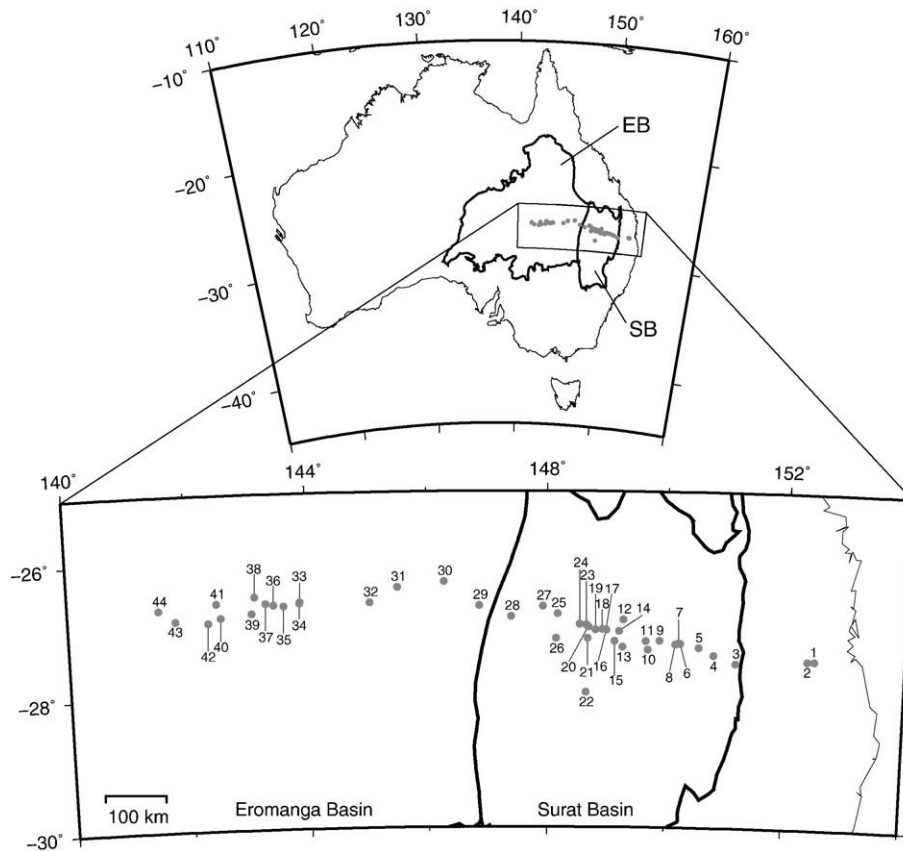 110˚ 120˚ 130˚ 140˚ 150˚ 160˚
−10˚
EB
−20˚
−30˚
SB
−40˚
140˚ 144˚ 148˚ 152˚
24
23
38 36 33 31 30 19 17
44 41 32 29 27 25 18 12 14 7
28 11 9 5 3 1
39
43 37 34 26 20 16 13 10 8 6 4 2
42 40 35 21 15
22
−26˚
−28˚
100 km
Eromanga Basin Surat Basin
−30˚